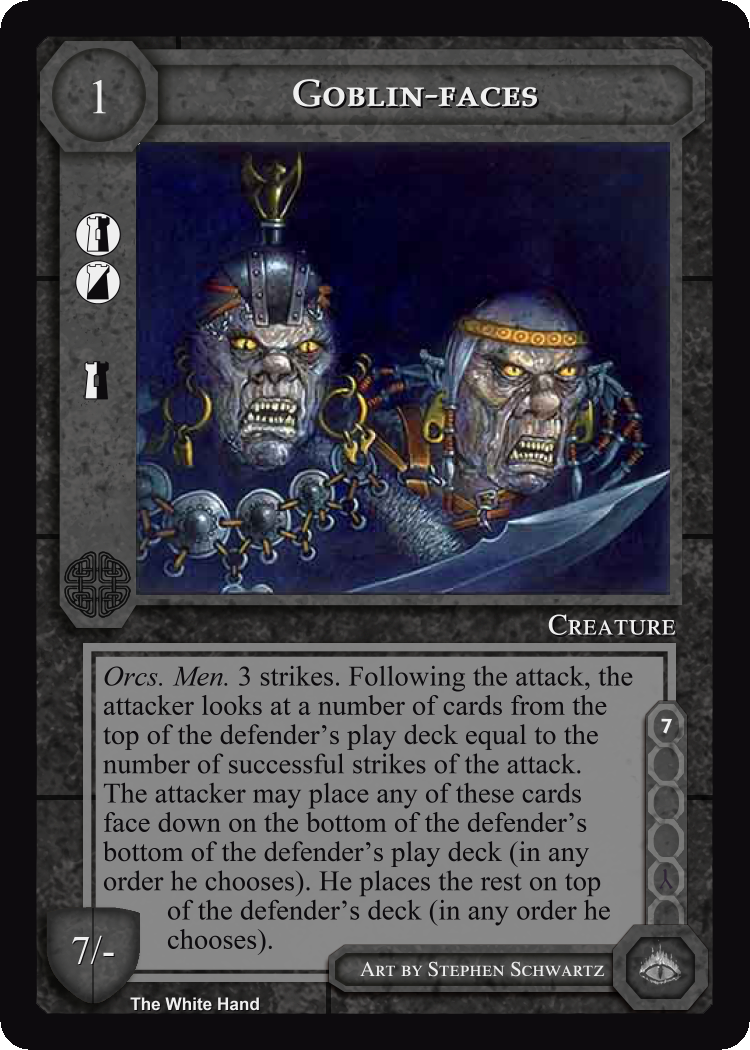 1
Goblin-faces
Creature
Orcs. Men. 3 strikes. Following the attack, the
attacker looks at a number of cards from the
top of the defender's play deck equal to the
number of successful strikes of the attack.
The attacker may place any of these cards
face down on the bottom of the defender's
bottom of the defender's play deck (in any
order he chooses). He places the rest on top
of the defender's deck (in any order he
chooses).
7
7/-
Art by Stephen Schwartz
The White Hand